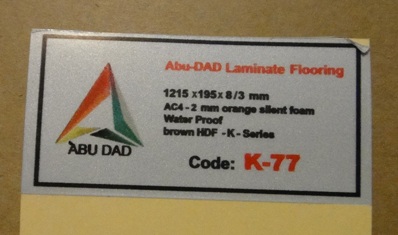 Abu-DAD Laminate Flooring
1215 x195x 8/3 mm
AC4 - 2 mm orange silent foam
Water Proof
brown HDF - K - Series
ABU DAD
Code: K-77